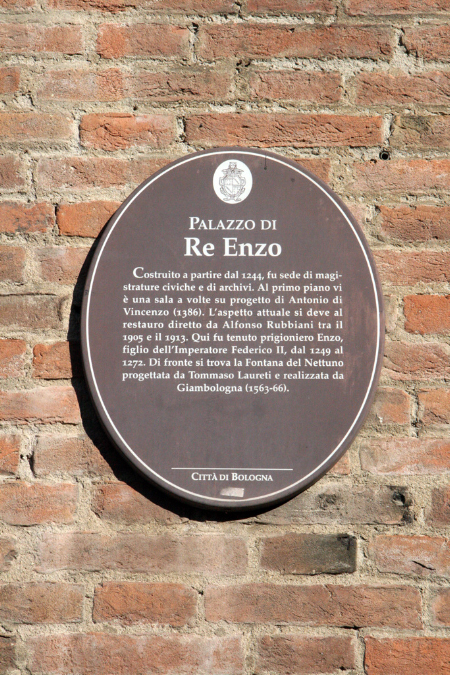 PALAZZO DI
Re Enzo
Costruito a partire dal 1244, fu sede di magi-
strature civiche e di archivi. Al primo piano vi
è una sala a volte su progetto di Antonio di
Vincenzo (1386). L'aspetto attuale si deve al
restauro diretto da Alfonso Rubbiani tra il
1905 e il 1913. Qui fu tenuto prigioniero Enzo,
figlio dell'Imperatore Federico II, dal 1249 al
1272. Di fronte si trova la Fontana del Nettuno
progettata da Tommaso Laureti e realizzata da
Giambologna (1563-66).
CITTÀ DI BOLOGNA